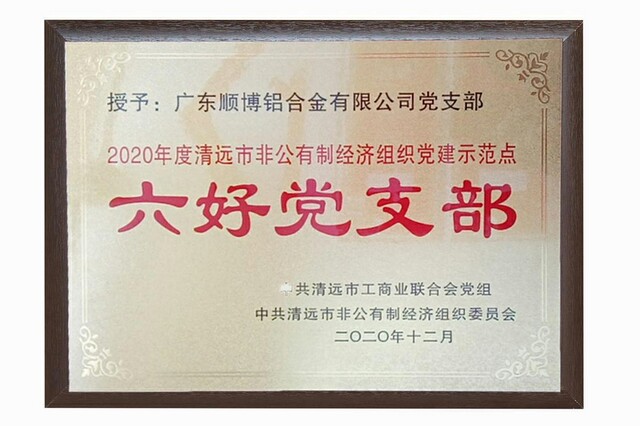 授予：广东顺博铝合金有限公司党支部
2020年度清远市非公有制经济组织党建示范点
六好党支部
共清远市工商业联合会党组
中共清远市非公有制经济组织委员会
二〇二〇年十二月